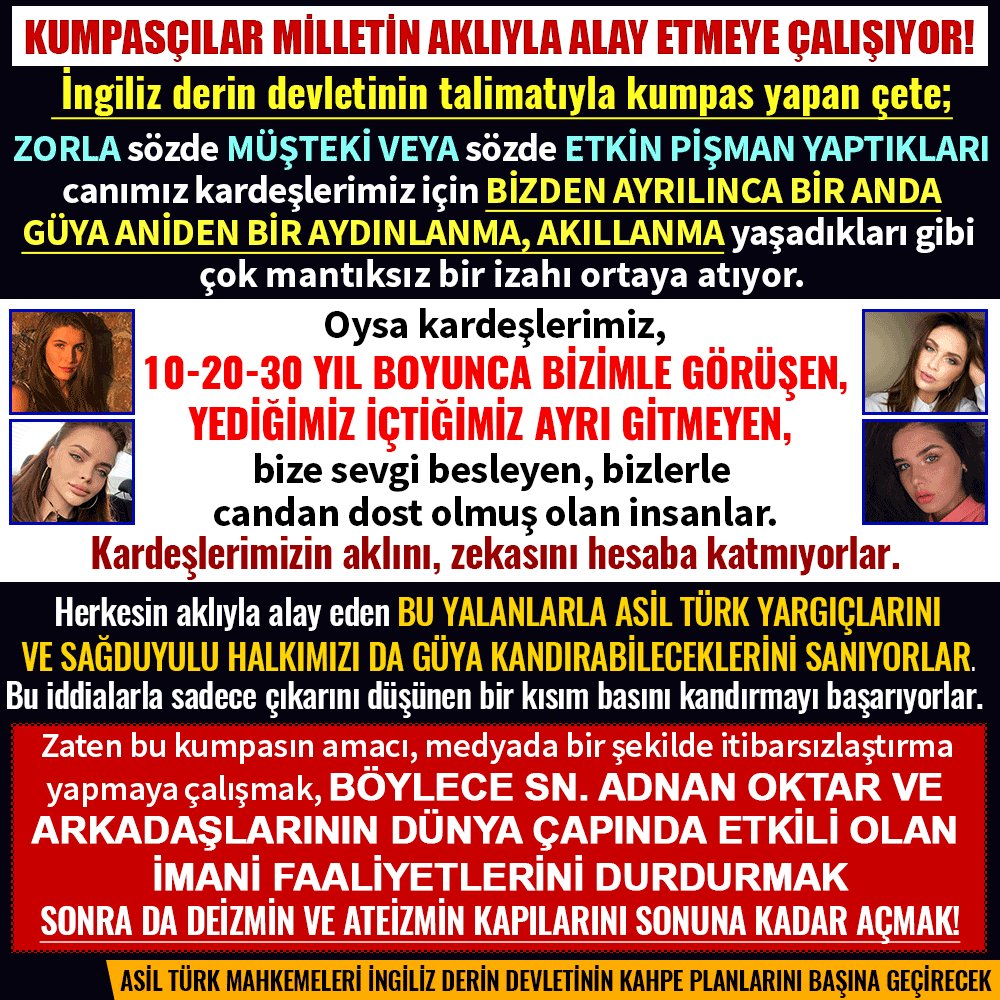 KUMPASÇILAR MİLLETİN AKLIYLA ALAY ETMEYE ÇALIŞIYOR!
İngiliz derin devletinin talimatıyla kumpas yapan çete;
ZORLA sözde MÜŞTEKİ VEYA sözde ETKİN PİŞMAN YAPTIKLARI
canımız kardeşlerimiz için BİZDEN AYRILINCA BİR ANDA
GÜYA ANİDEN BİR AYDINLANMA, AKILLANMA yaşadıkları gibi
çok mantıksız bir izahı ortaya atıyor.
Oysa kardeşlerimiz,
10-20-30 YIL BOYUNCA BİZİMLE GÖRÜŞEN,
YEDİĞİMİZ İÇTİĞİMİZ AYRI GİTMEYEN,
bize sevgi besleyen, bizlerle
candan dost olmuş olan insanlar.
Kardeşlerimizin aklını, zekasını hesaba katmıyorlar.
Herkesin aklıyla alay eden BU YALANLARLA ASİL TÜRK YARGIÇLARINI
VE SAĞDUYULU HALKIMIZI DA GÜYA KANDIRABİLECEKLERİNİ SANIYORLAR.
Bu iddialarla sadece çıkarını düşünen bir kısım basını kandırmayı başarıyorlar.
Zaten bu kumpasın amacı, medyada bir şekilde itibarsızlaştırma
yapmaya çalışmak, BÖYLECE SN. ADNAN OKTAR VE
ARKADAŞLARININ DÜNYA ÇAPINDA ETKİLİ OLAN
İMANİ FAALİYETLERİNİ DURDURMAK
SONRA DA DEİZMİN VE ATEİZMİN KAPILARINI SONUNA KADAR AÇMAK!
ASİL TÜRK MAHKEMELERİ İNGİLİZ DERİN DEVLETİNİN KAHPE PLANLARINI BAŞINA GEÇİRECEK